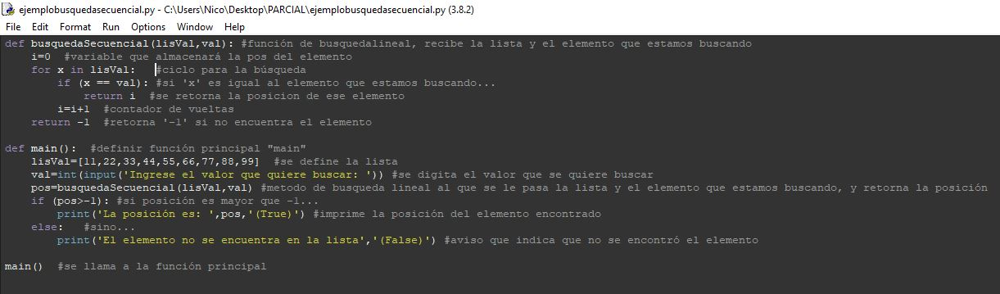 ejemplobusquedasecuencial.py - C:\Users\Nico\Desktop\PARCIAL\ejemplobusquedasecuencial.py (3.8.2)
File Edit Format Run Options Window Help
def busquedaSecuencial(lisVal,val): #función de busquedalineal, recibe la lista y el elemento que estamos buscando
    i=0  #variable que almacenará la pos del elemento
    for x in lisVal:   #ciclo para la búsqueda
        if (x == val): #si 'x' es igual al elemento que estamos buscando...
            return i  #se retorna la posicion de ese elemento
        i=i+1  #contador de vueltas
    return -1  #retorna '-1' si no encuentra el elemento

def main():  #definir función principal "main"
    lisVal=[11,22,33,44,55,66,77,88,99]  #se define la lista
    val=int(input('Ingrese el valor que quiere buscar: ')) #se digita el valor que se quiere buscar
    pos=busquedaSecuencial(lisVal,val) #metodo de busqueda lineal al que se le pasa la lista y el elemento que estamos buscando, y retorna la posición
    if (pos>-1): #si posición es mayor que -1...
        print('La posición es: ',pos,'(True)') #imprime la posición del elemento encontrado
    else:   #sino...
        print('El elemento no se encuentra en la lista','(False)') #aviso que indica que no se encontró el elemento

main()  #se llama a la función principal